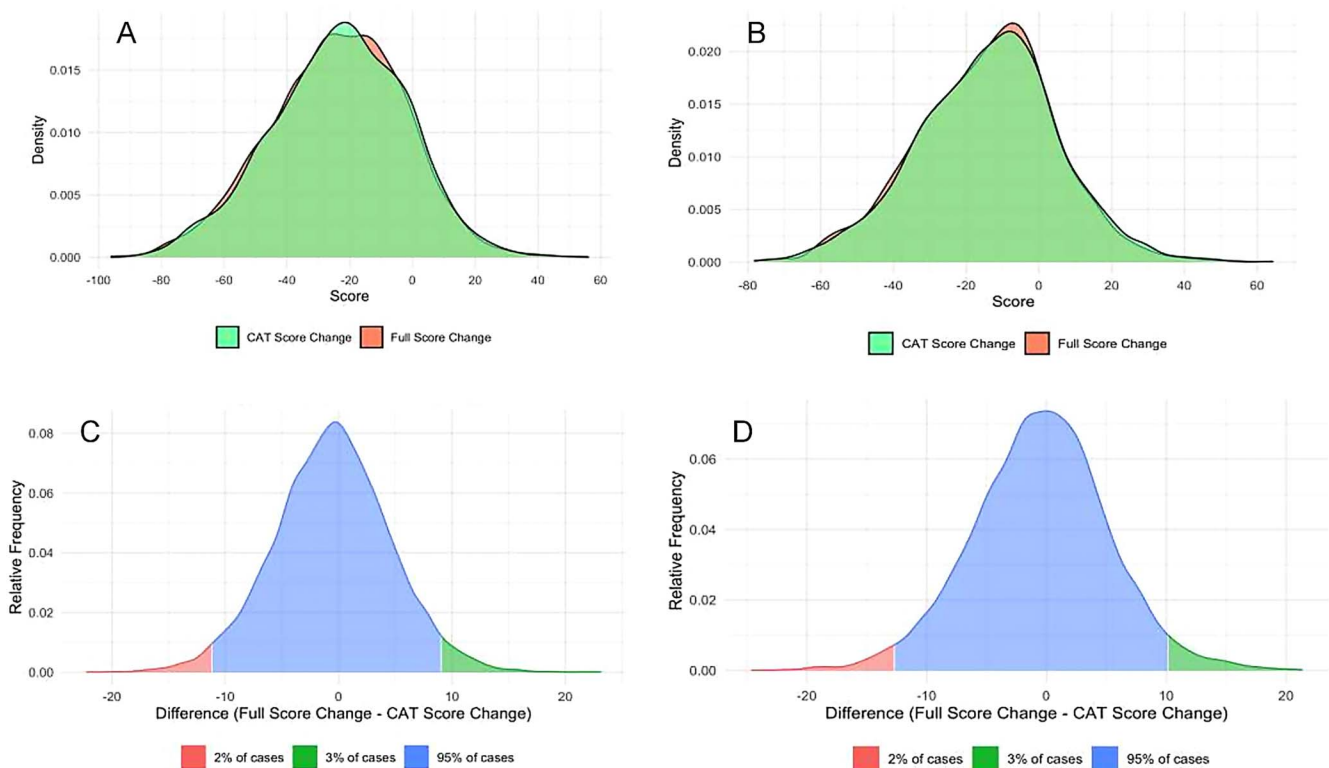 A
Density
0.015
0.010
0.005
0.000
-100 -80 -60 -40 -20 0 20 40 60
Score
CAT Score Change Full Score Change
B
Density
0.020
0.015
0.010
0.005
0.000
-80 -60 -40 -20 0 20 40 60
Score
CAT Score Change Full Score Change
C
Relative Frequency
0.08
0.06
0.04
0.02
0.00
-20 -10 0 10 20
Difference (Full Score Change - CAT Score Change)
2% of cases 3% of cases 95% of cases
D
Relative Frequency
0.06
0.04
0.02
0.00
-20 -10 0 10 20
Difference (Full Score Change - CAT Score Change)
2% of cases 3% of cases 95% of cases